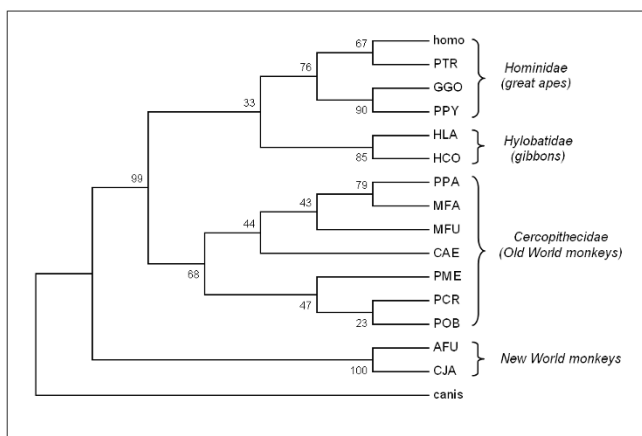 homo
67
PTR
Hominidae
(great apes)
76
GGO
90
PPY
33
HLA
Hylobatidae
(gibbons)
85
HCO
99
PPA
79
MFA
43
MFU
44
CAE
Cercopithecidae
(Old World monkeys)
68
PME
47
PCR
23
POB
AFU
New World monkeys
100
CJA
canis